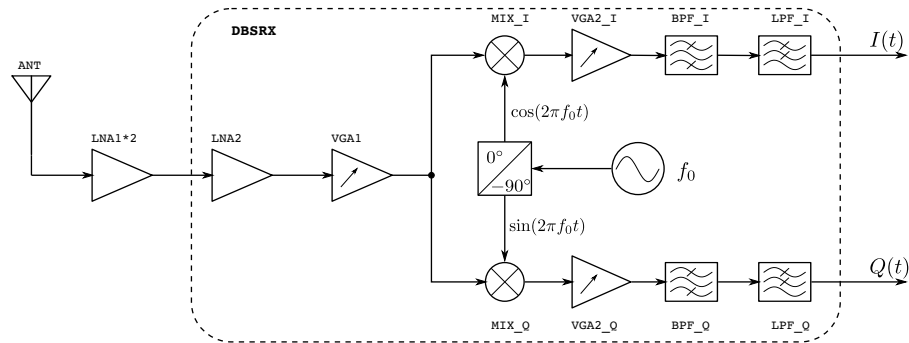 MIX_I VGA2_I BPF_I LPF_I
DBSRX
I(t)
ANT
cos(2πf₀t)
LNA1*2 LNA2 VGA1
0°
−90°
f₀
sin(2πf₀t)
Q(t)
MIX_Q VGA2_Q BPF_Q LPF_Q